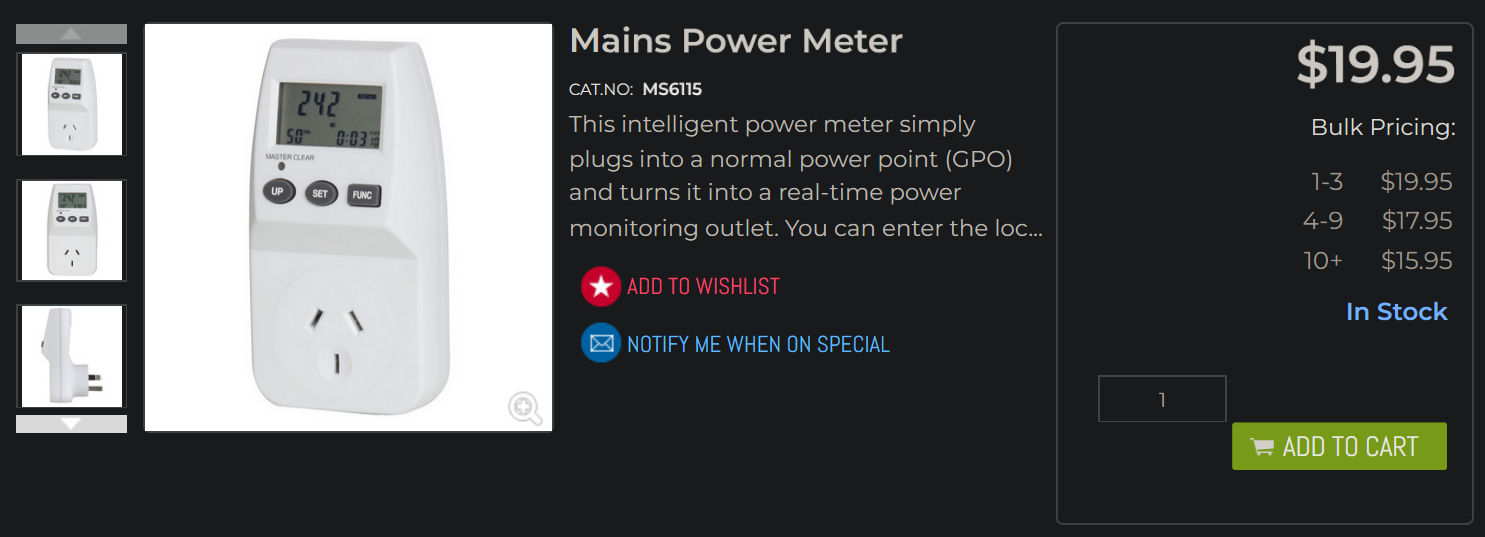 Mains Power Meter
CAT.NO: MS6115
This intelligent power meter simply
plugs into a normal power point (GPO)
and turns it into a real-time power
monitoring outlet. You can enter the loc...
ADD TO WISHLIST
NOTIFY ME WHEN ON SPECIAL
242
50
0:03
MASTER CLEAR
UP
SET
FUNC
$19.95
Bulk Pricing:
1-3 $19.95
4-9 $17.95
10+ $15.95
In Stock
1
ADD TO CART